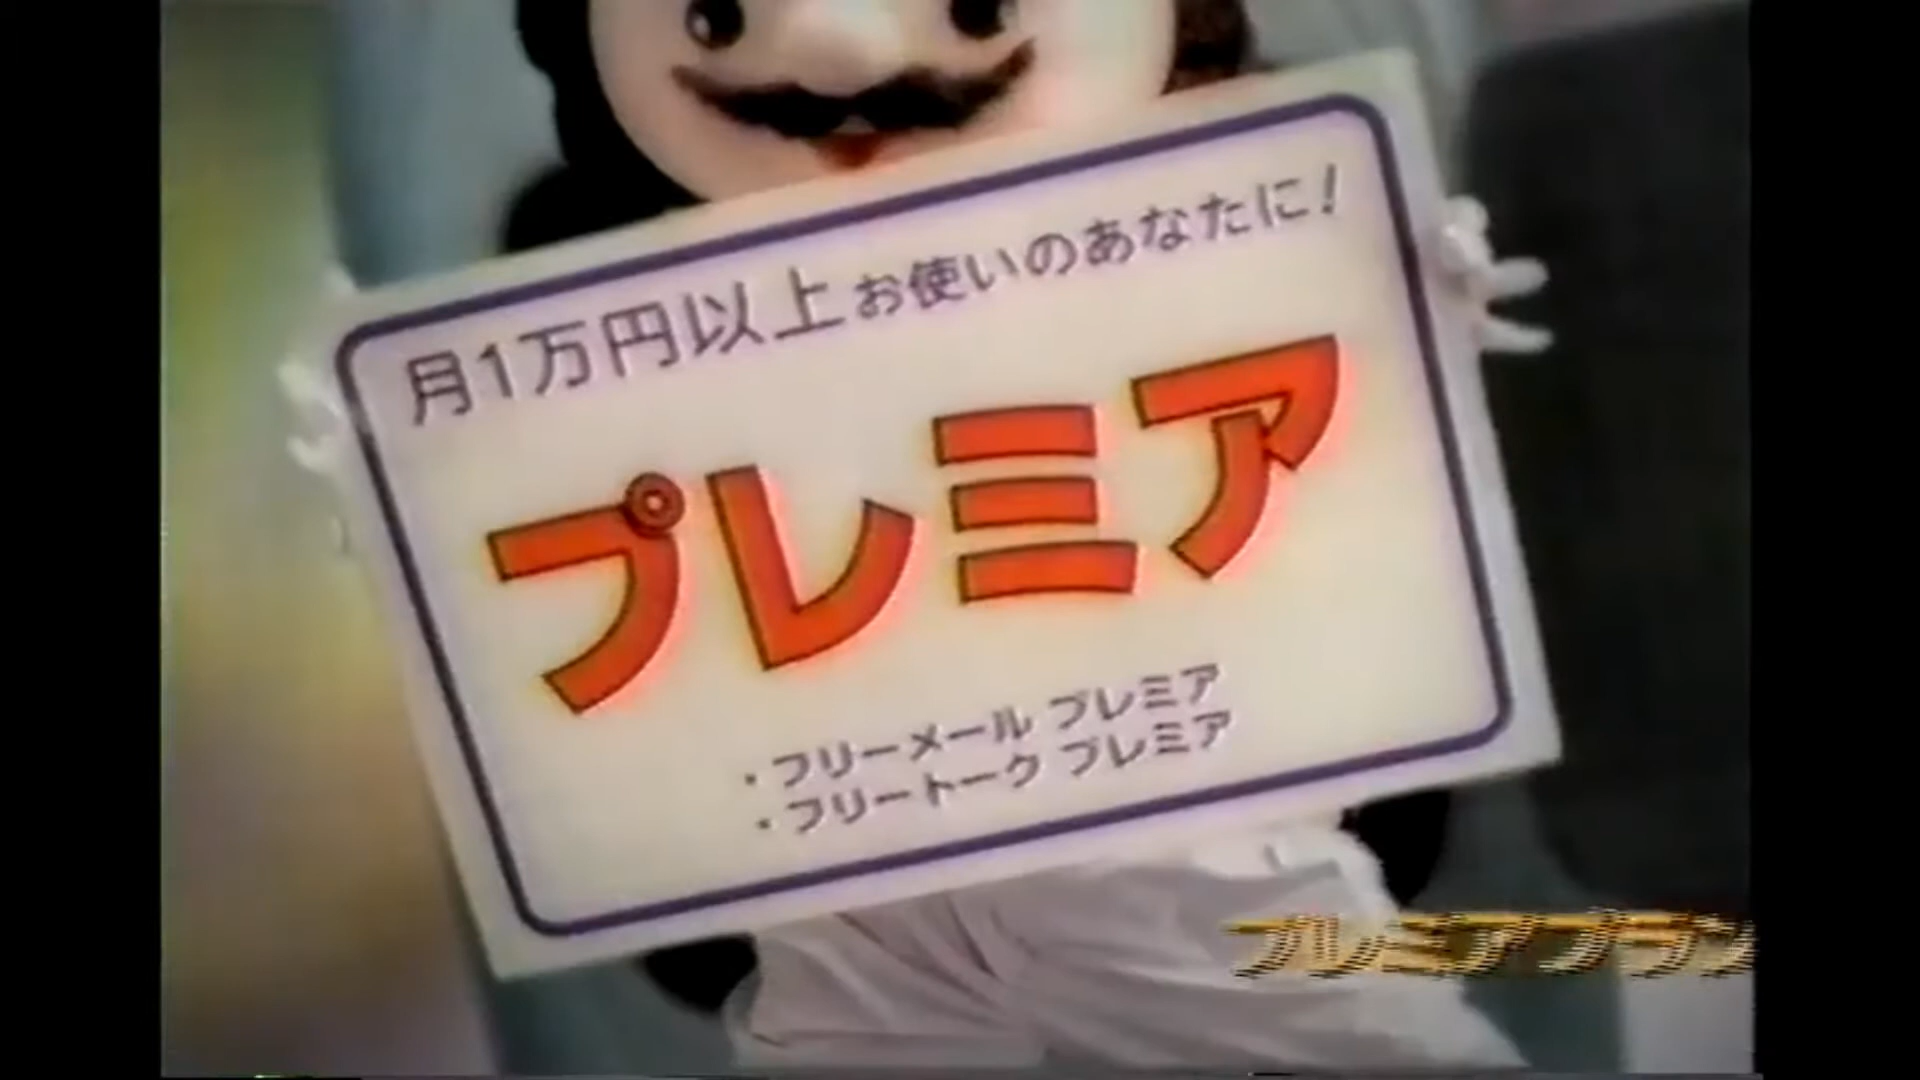 月1万円以上お使いのあなたに!
プレミア
・フリーメール プレミア
・フリートーク プレミア
プレミア プラン